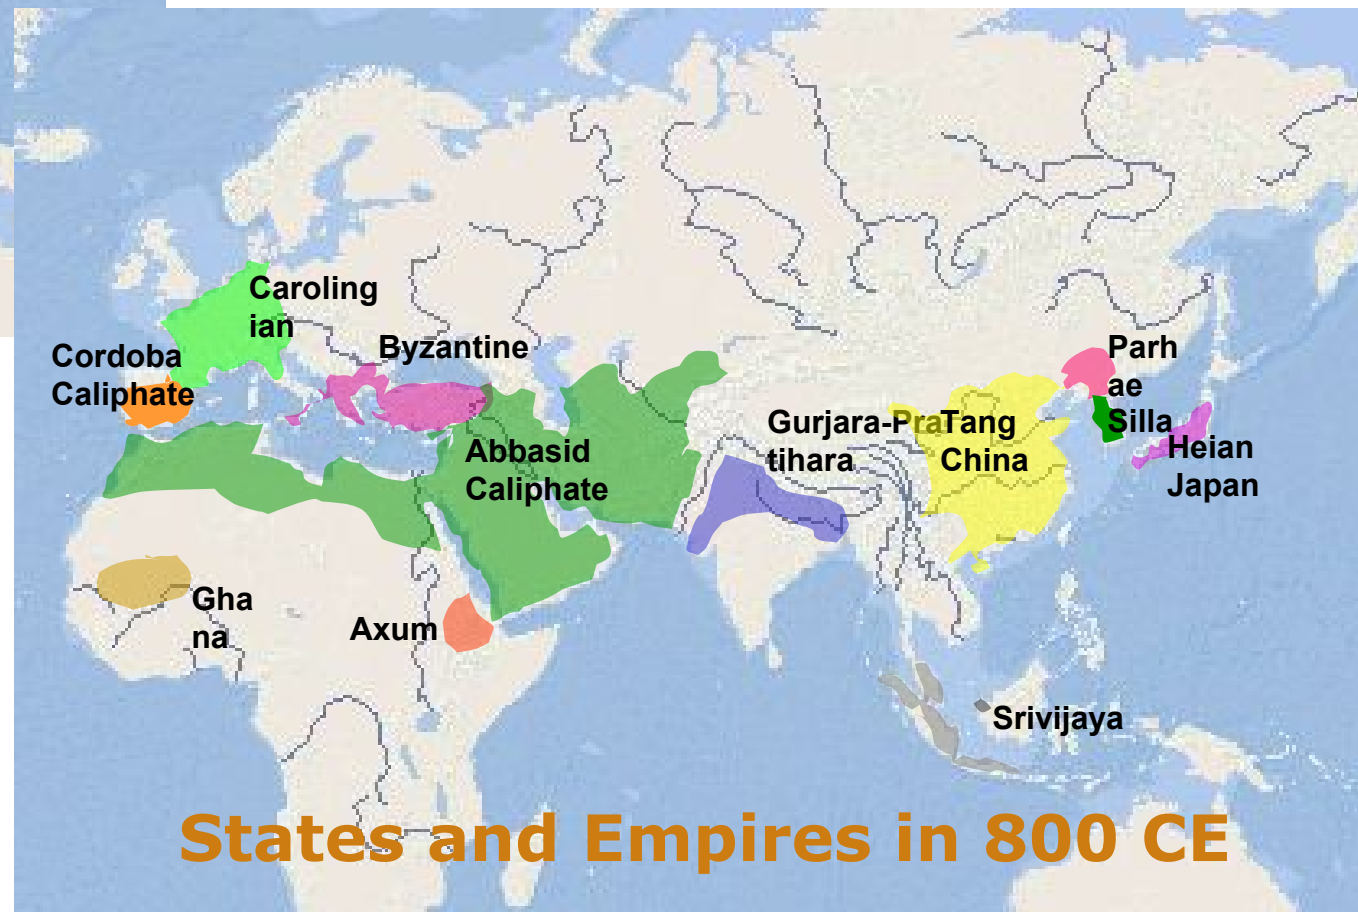 Caroling
ian
Byzantine
Cordoba
Caliphate
Abbasid
Caliphate
Gurjara-Pra
tihara
Tang
China
Parh
ae
Silla
Heian
Japan
Gha
na
Axum
Srivijaya
States and Empires in 800 CE